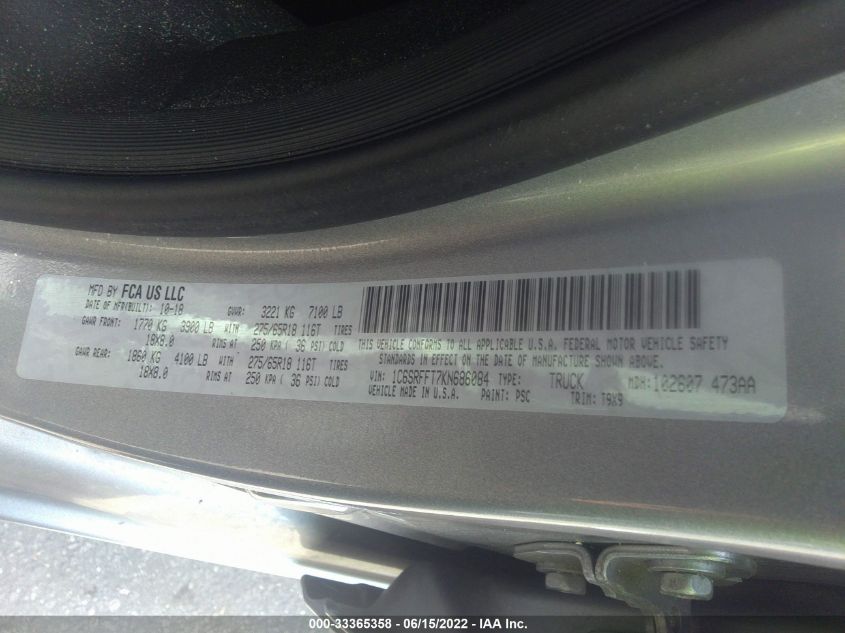 MFD BY FCA US LLC
DATE OF MFR(BUILT): 10-18 GVWR: 3221 KG 7100 LB
GAWR FRONT: 1770 KG 3900 LB WITH 275/65R18 116T TIRES
18X8.0 RIMS AT 250 KPA ( 36 PSI) COLD
GAWR REAR: 1860 KG 4100 LB WITH 275/65R18 116T TIRES
18X8.0 RIMS AT 250 KPA ( 36 PSI) COLD
THIS VEHICLE CONFORMS TO ALL APPLICABLE U.S.A. FEDERAL MOTOR VEHICLE SAFETY
STANDARDS IN EFFECT ON THE DATE OF MANUFACTURE SHOWN ABOVE.
VIN: 1C6SRFFT7KN686084 TYPE: TRUCK MDH: 102607 473AA
VEHICLE MADE IN U.S.A. PAINT: PSC TRIM: T9X9
000-33365358 - 06/15/2022 - IAA Inc.